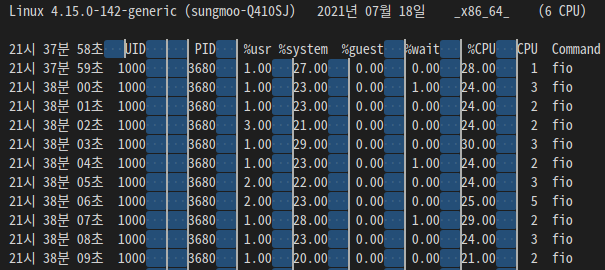 Linux 4.15.0-142-generic (sungmoo-Q410SJ) 2021년 07월 18일 _x86_64_ (6 CPU)
21시 37분 58초 UID PID %usr %system %guest %wait %CPU CPU Command
21시 37분 59초 1000 3680 1.00 27.00 0.00 0.00 28.00 1 fio
21시 38분 00초 1000 3680 1.00 23.00 0.00 1.00 24.00 3 fio
21시 38분 01초 1000 3680 1.00 23.00 0.00 0.00 24.00 2 fio
21시 38분 02초 1000 3680 3.00 21.00 0.00 0.00 24.00 2 fio
21시 38분 03초 1000 3680 1.00 29.00 0.00 0.00 30.00 3 fio
21시 38분 04초 1000 3680 1.00 23.00 0.00 1.00 24.00 2 fio
21시 38분 05초 1000 3680 2.00 22.00 0.00 0.00 24.00 3 fio
21시 38분 06초 1000 3680 2.00 23.00 0.00 0.00 25.00 5 fio
21시 38분 07초 1000 3680 1.00 28.00 0.00 1.00 29.00 2 fio
21시 38분 08초 1000 3680 1.00 23.00 0.00 0.00 24.00 3 fio
21시 38분 09초 1000 3680 1.00 20.00 0.00 0.00 21.00 2 fio